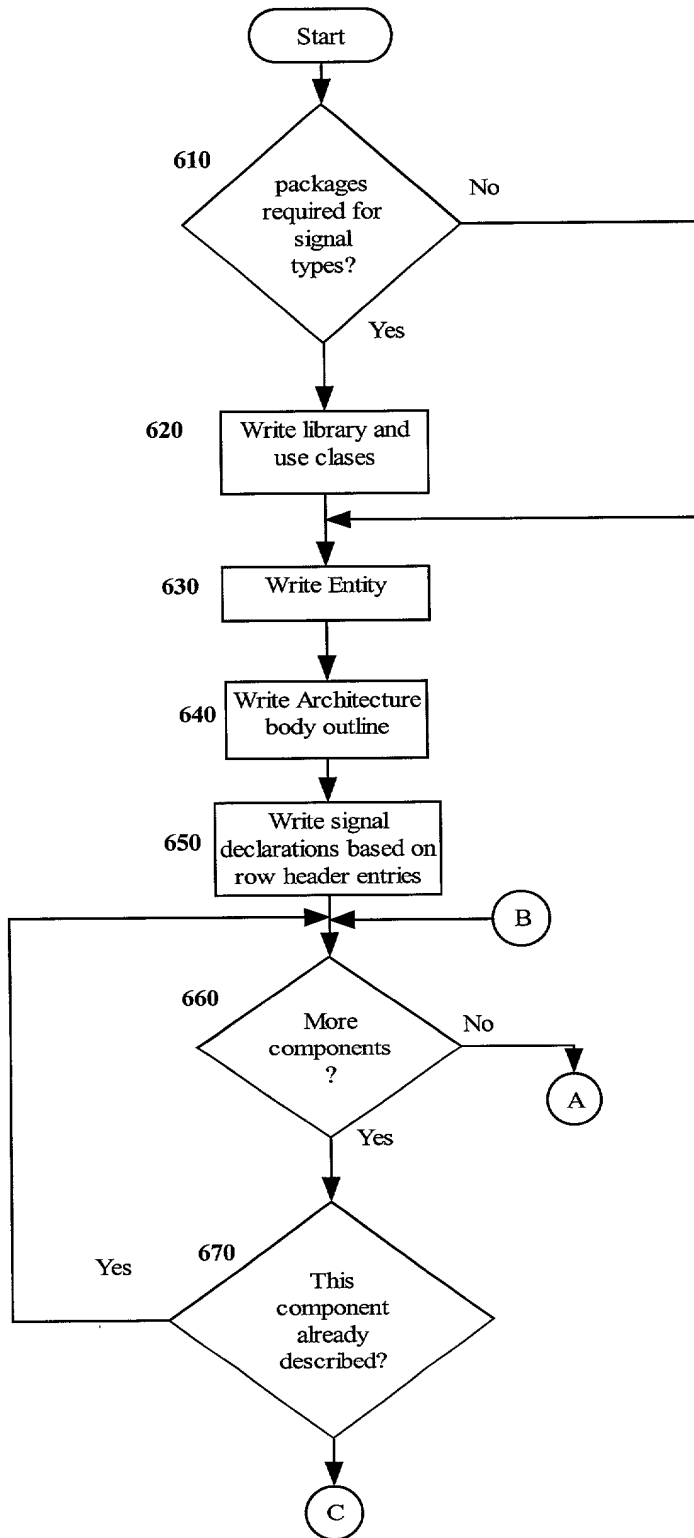 Start
610
packages
required for
signal
types?
No
Yes
620
Write library and
use clases
630
Write Entity
640
Write Architecture
body outline
650
Write signal
declarations based on
row header entries
B
660
More
components
?
No
A
Yes
670
Yes
This
component
already
described?
C